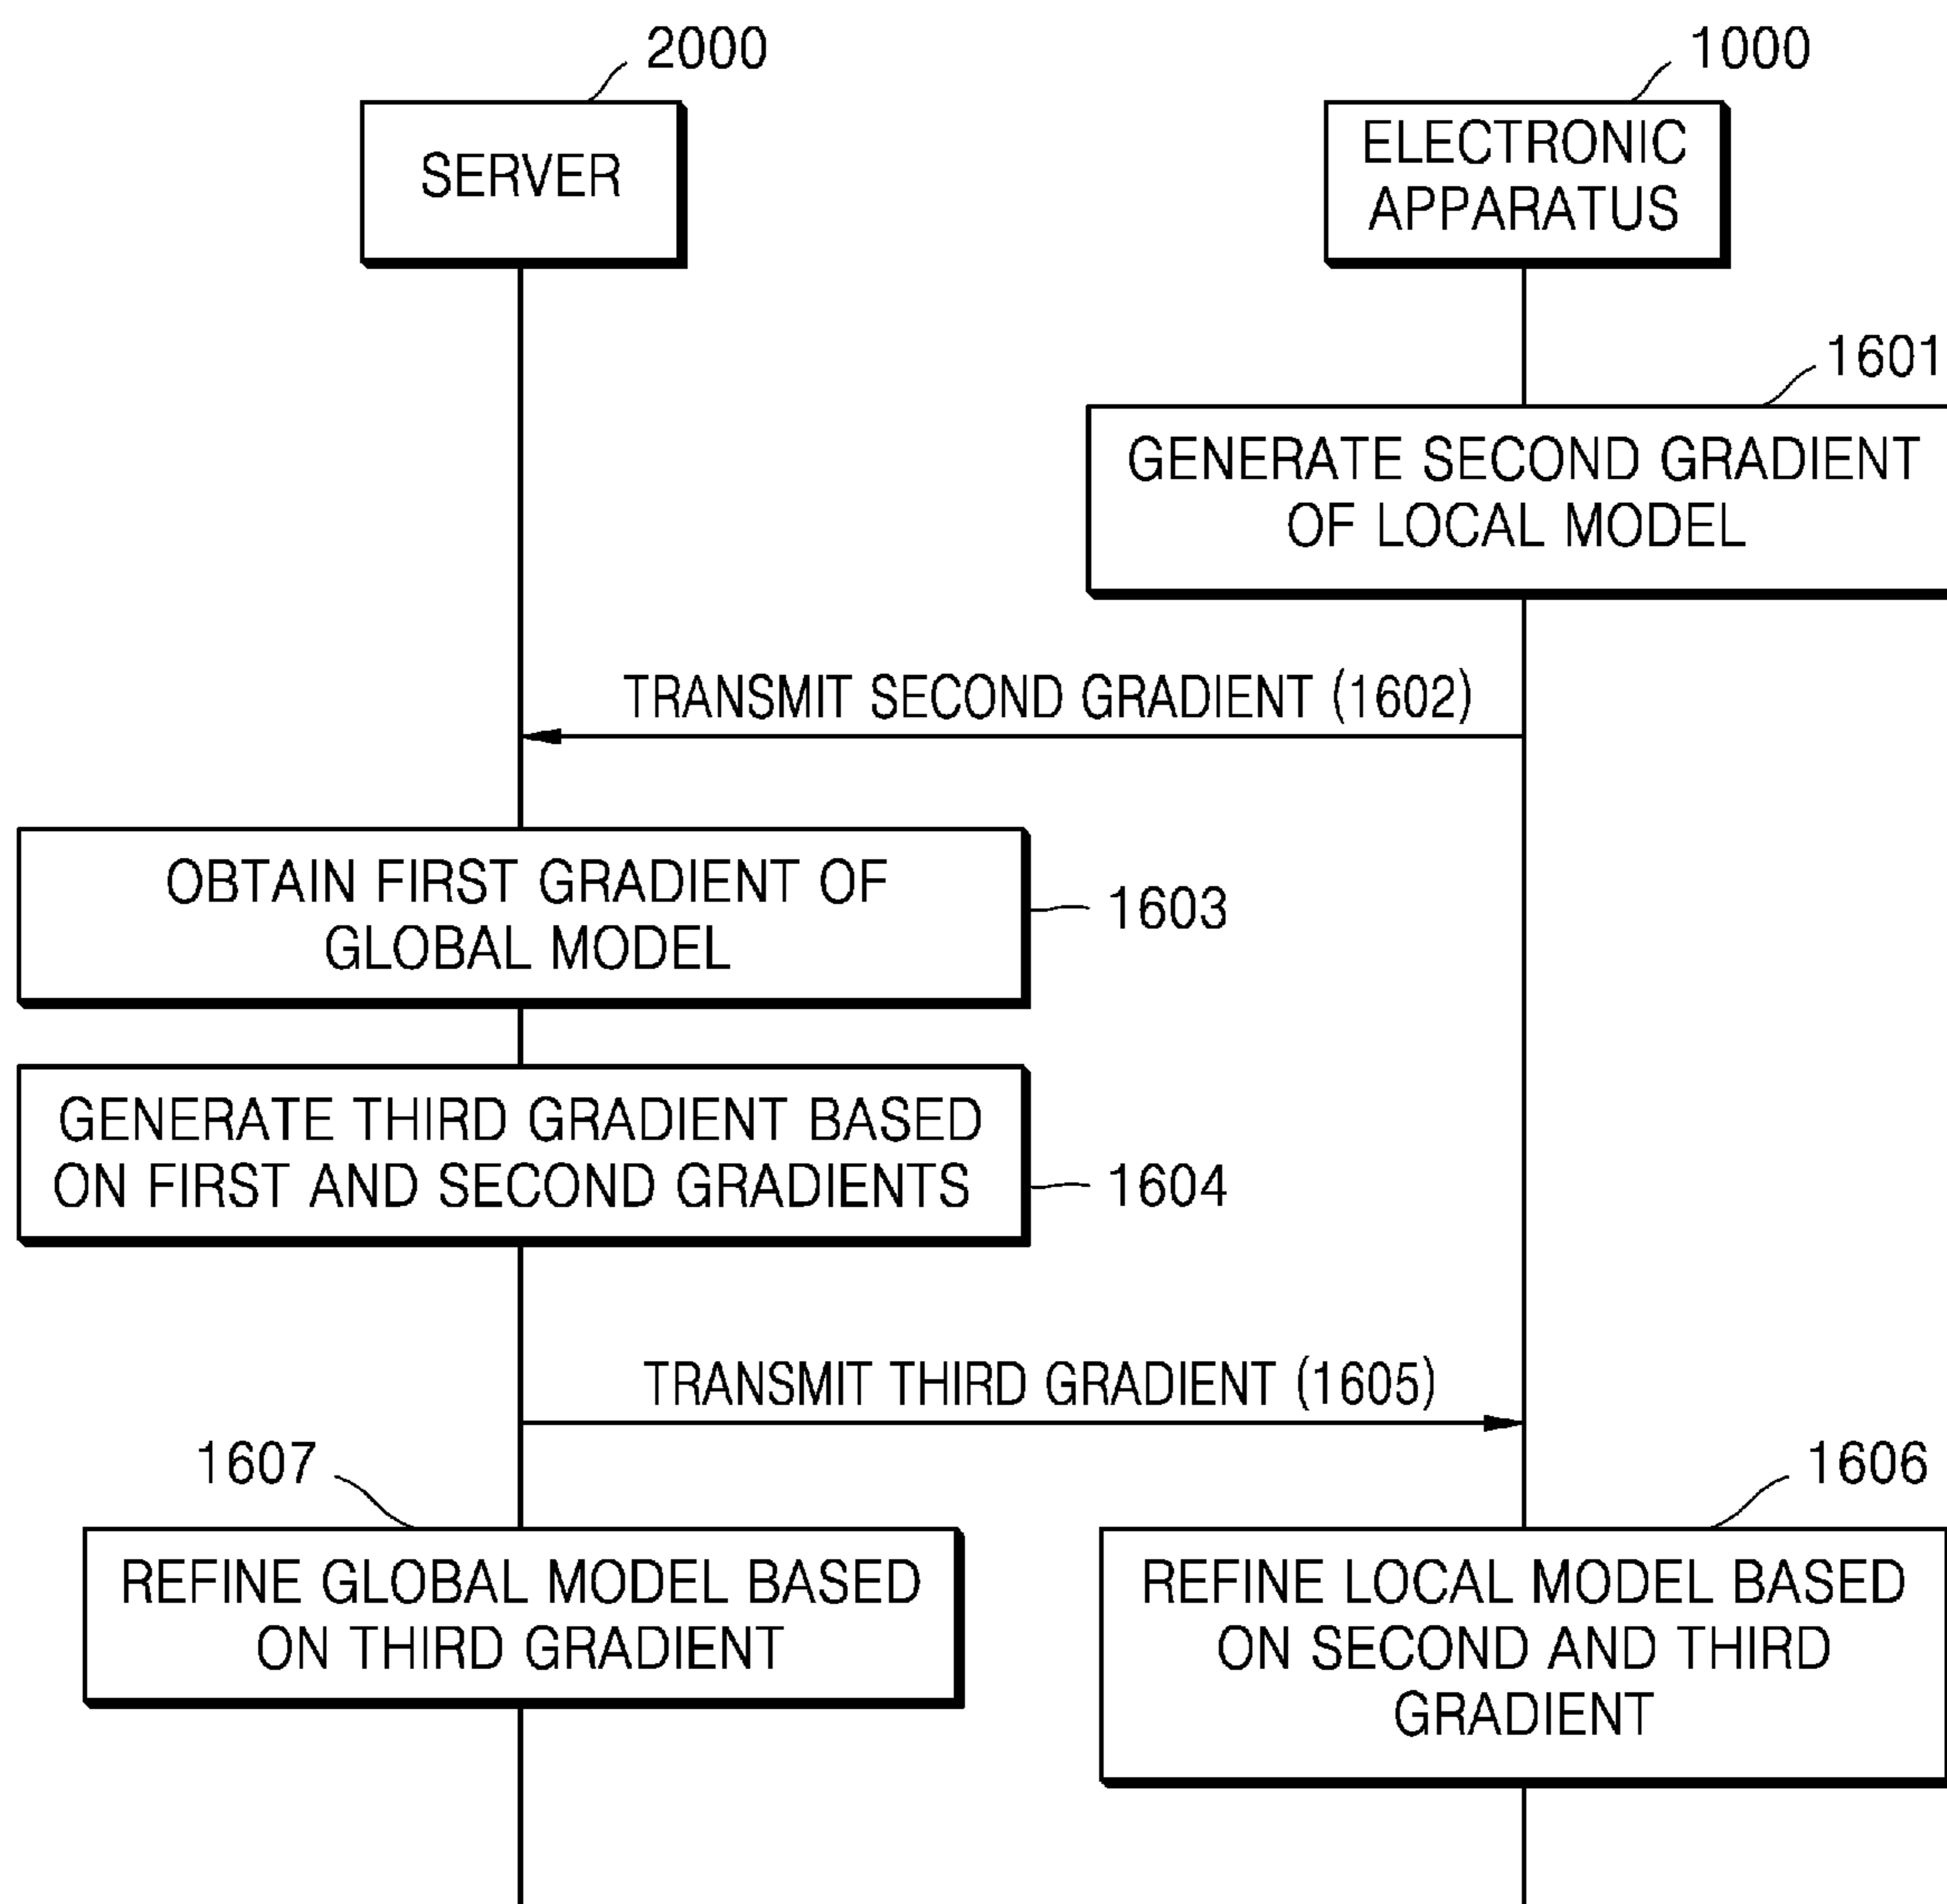 2000
1000
SERVER
ELECTRONIC
APPARATUS
1601
GENERATE SECOND GRADIENT
OF LOCAL MODEL
TRANSMIT SECOND GRADIENT (1602)
OBTAIN FIRST GRADIENT OF
GLOBAL MODEL
1603
GENERATE THIRD GRADIENT BASED
ON FIRST AND SECOND GRADIENTS
1604
TRANSMIT THIRD GRADIENT (1605)
1607
1606
REFINE GLOBAL MODEL BASED
ON THIRD GRADIENT
REFINE LOCAL MODEL BASED
ON SECOND AND THIRD
GRADIENT